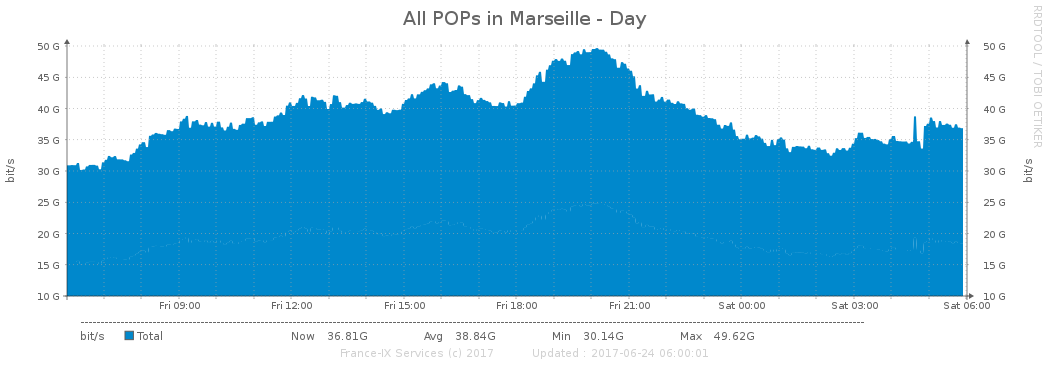 All POPs in Marseille - Day
RRDTOOL / TOBI OETIKER
50 G 50 G
45 G 45 G
40 G 40 G
35 G 35 G
30 G 30 G
25 G 25 G
20 G 20 G
15 G 15 G
10 G 10 G
bit/s
bit/s
Fri 09:00 Fri 12:00 Fri 15:00 Fri 18:00 Fri 21:00 Sat 00:00 Sat 03:00 Sat 06:00
bit/s Total Now 36.81G Avg 38.84G Min 30.14G Max 49.62G
France-IX Services (c) 2017 Updated : 2017-06-24 06:00:01